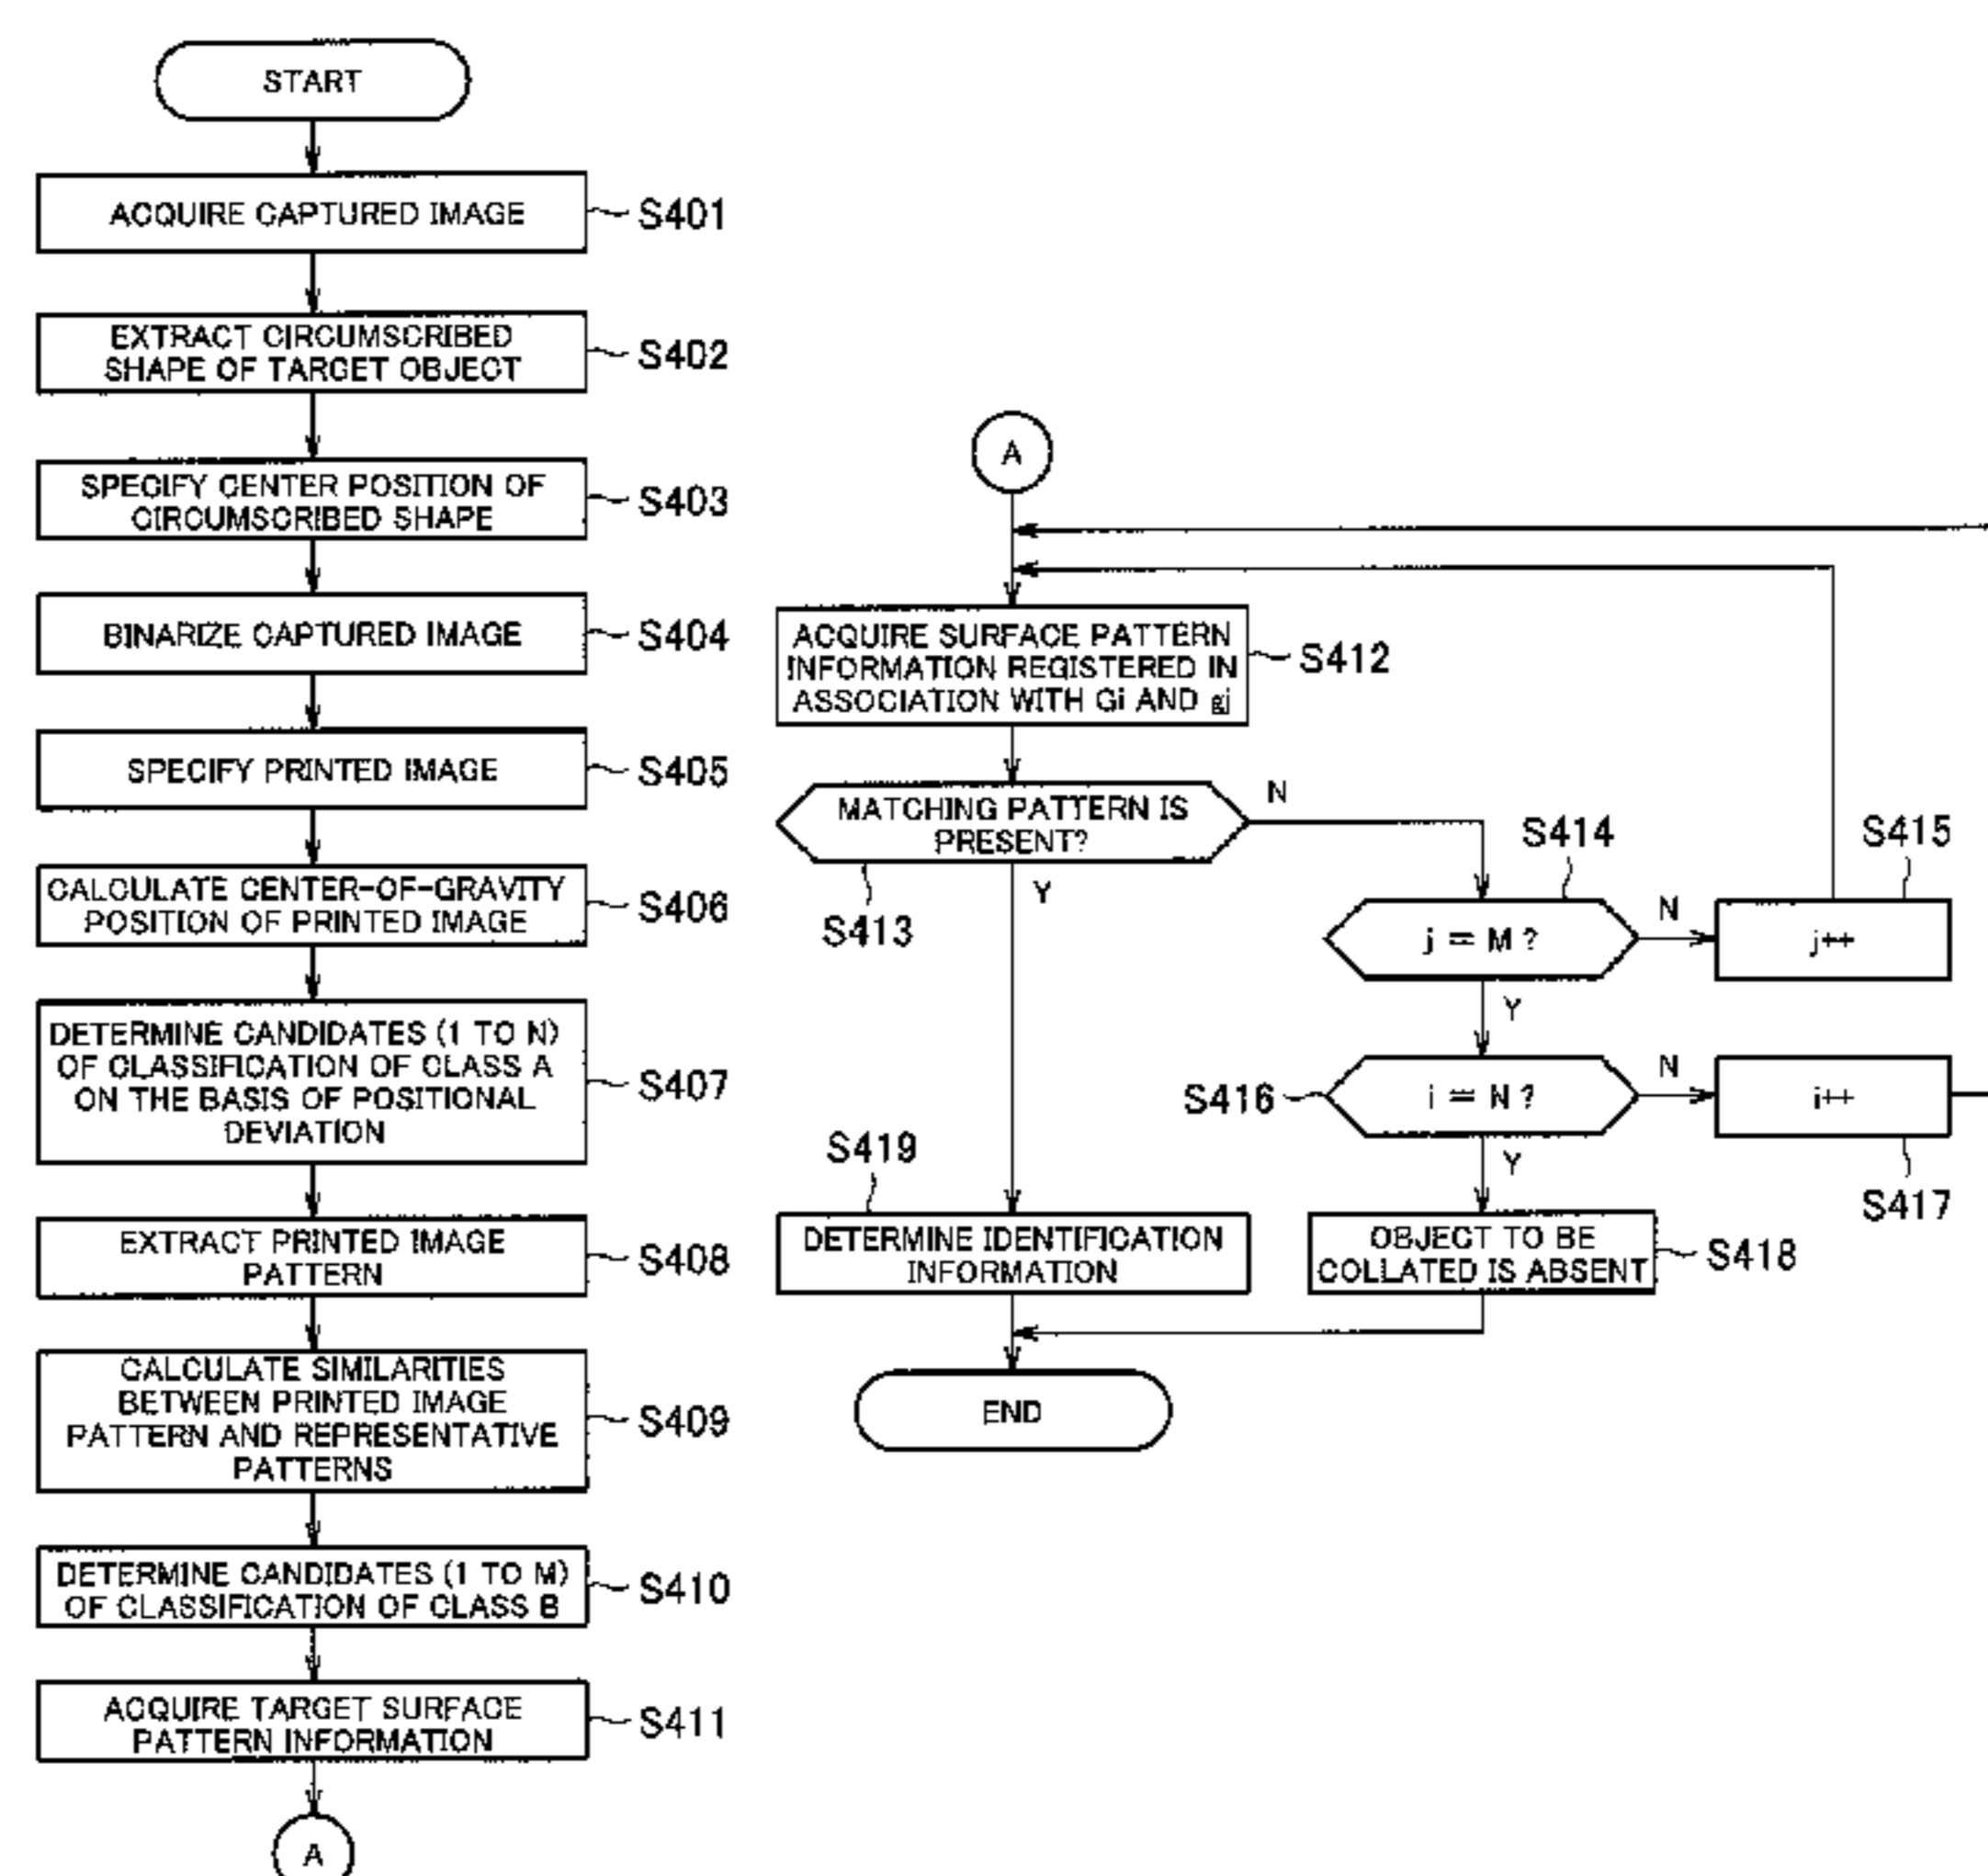 START
ACQUIRE CAPTURED IMAGE
S401
EXTRACT CIRCUMSCRIBED
SHAPE OF TARGET OBJECT
S402
SPECIFY CENTER POSITION OF
CIRCUMSCRIBED SHAPE
S403
BINARIZE CAPTURED IMAGE
S404
SPECIFY PRINTED IMAGE
S405
CALCULATE CENTER-OF-GRAVITY
POSITION OF PRINTED IMAGE
S406
DETERMINE CANDIDATES (1 TO N)
OF CLASSIFICATION OF CLASS A
ON THE BASIS OF POSITIONAL
DEVIATION
S407
EXTRACT PRINTED IMAGE
PATTERN
S408
CALCULATE SIMILARITIES
BETWEEN PRINTED IMAGE
PATTERN AND REPRESENTATIVE
PATTERNS
S409
DETERMINE CANDIDATES (1 TO M)
OF CLASSIFICATION OF CLASS B
S410
ACQUIRE TARGET SURFACE
PATTERN INFORMATION
S411
A
A
ACQUIRE SURFACE PATTERN
INFORMATION REGISTERED IN
ASSOCIATION WITH Gi AND gj
S412
MATCHING PATTERN IS
PRESENT?
N
Y
S413
S414
j = M ?
N
Y
S415
j++
S416
i = N ?
N
Y
i++
S417
OBJECT TO BE
COLLATED IS ABSENT
S418
S419
DETERMINE IDENTIFICATION
INFORMATION
END